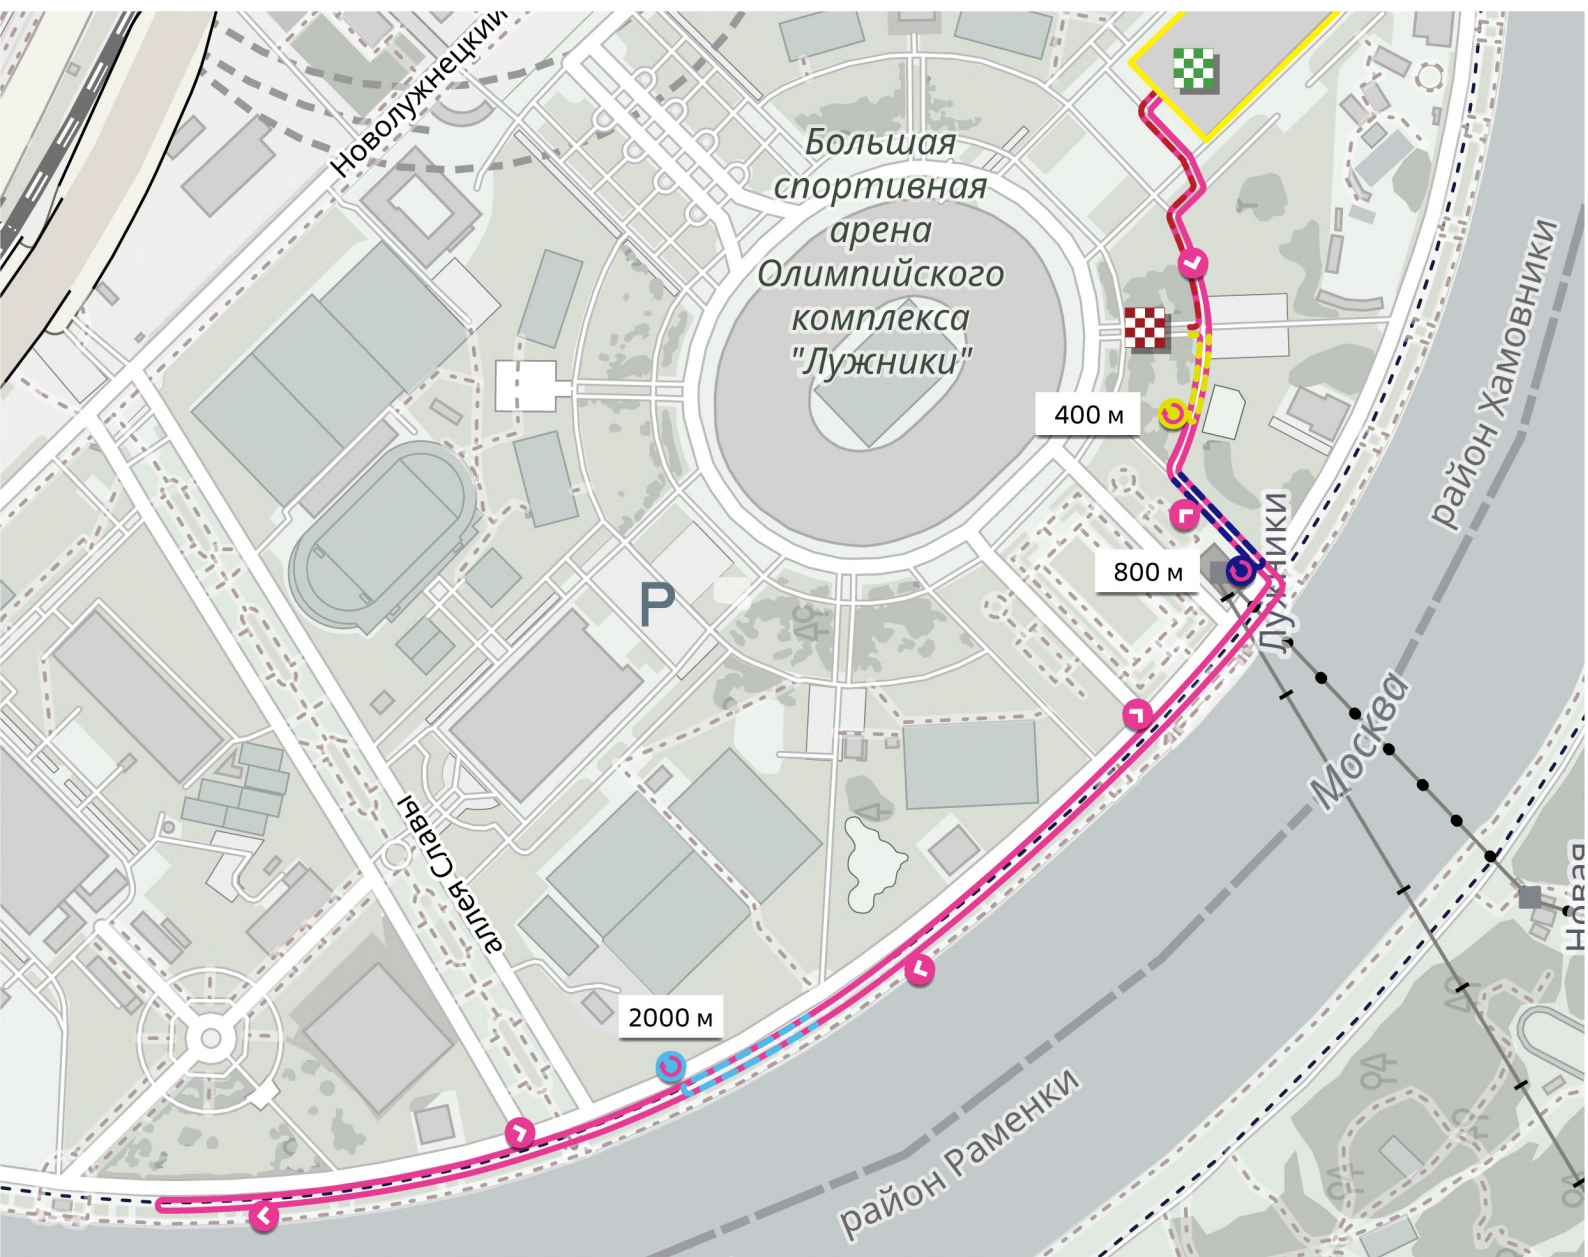 Новолужнецкий
Большая
спортивная
арена
Олимпийского
комплекса
"Лужники"
район Хамовники
400 м
800 м
Лужники
P
Москва
аллея Славы
2000 м
район Раменки